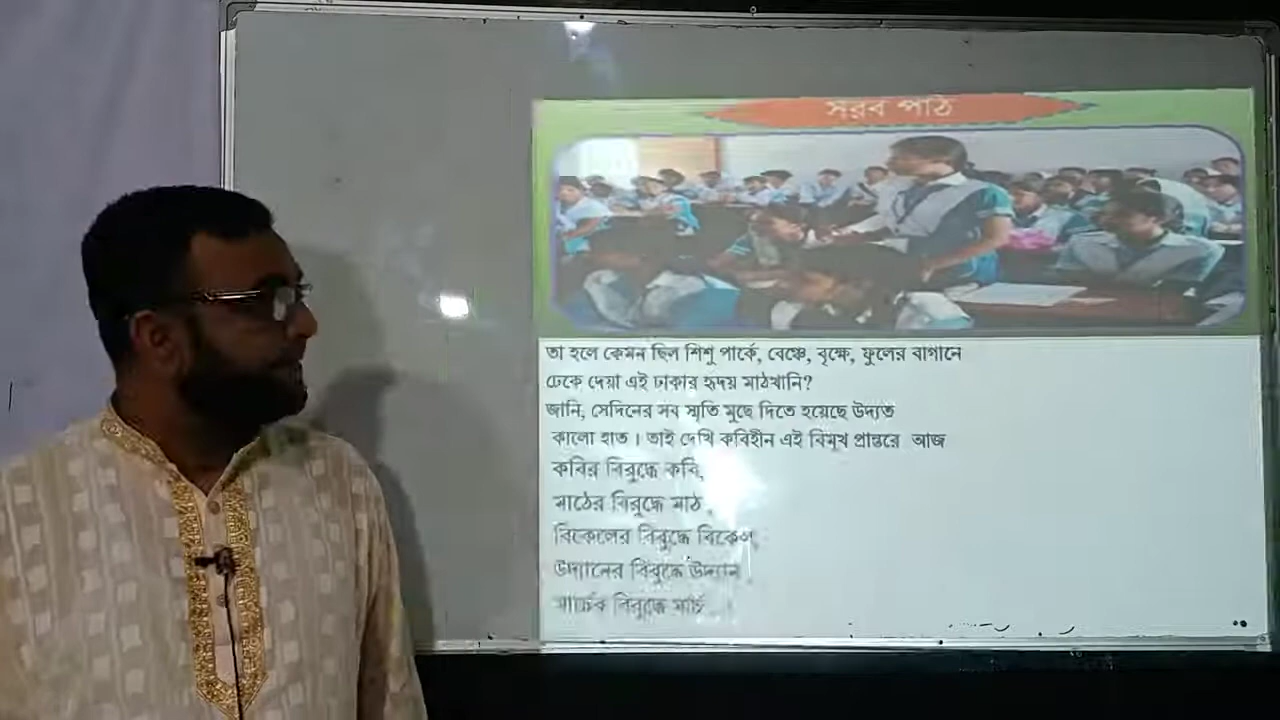 সরব পাঠ
তা হলে কেমন ছিল শিশু পার্কে, বেঞ্চে, বৃক্ষে, ফুলের বাগানে
ঢেকে দেয়া এই ঢাকার হৃদয় মাঠখানি?
জানি, সেদিনের সব স্মৃতি মুছে দিতে হয়েছে উদ্যত
কালো হাত। তাই দেখি কবিহীন এই বিমুখ প্রান্তরে আজ
কবির বিরুদ্ধে কবি,
মাঠের বিরুদ্ধে মাঠ ,
বিকেলের বিরুদ্ধে বিকেল,
উদ্যানের বিরুদ্ধে উদ্যান ,
মার্চের বিরুদ্ধে মার্চ ... ।